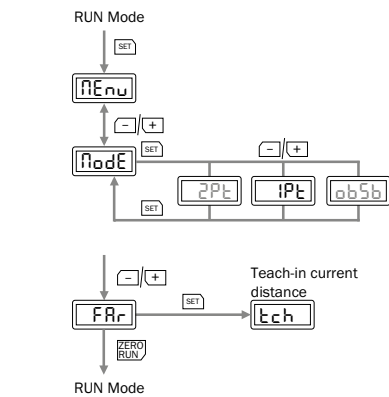 RUN Mode
SET
MEnu
− / +
ModE
SET
− / +
2Pt
1Pt
obSb
SET
− / +
Teach-in current
distance
FAr
SET
tch
ZERO
RUN
RUN Mode